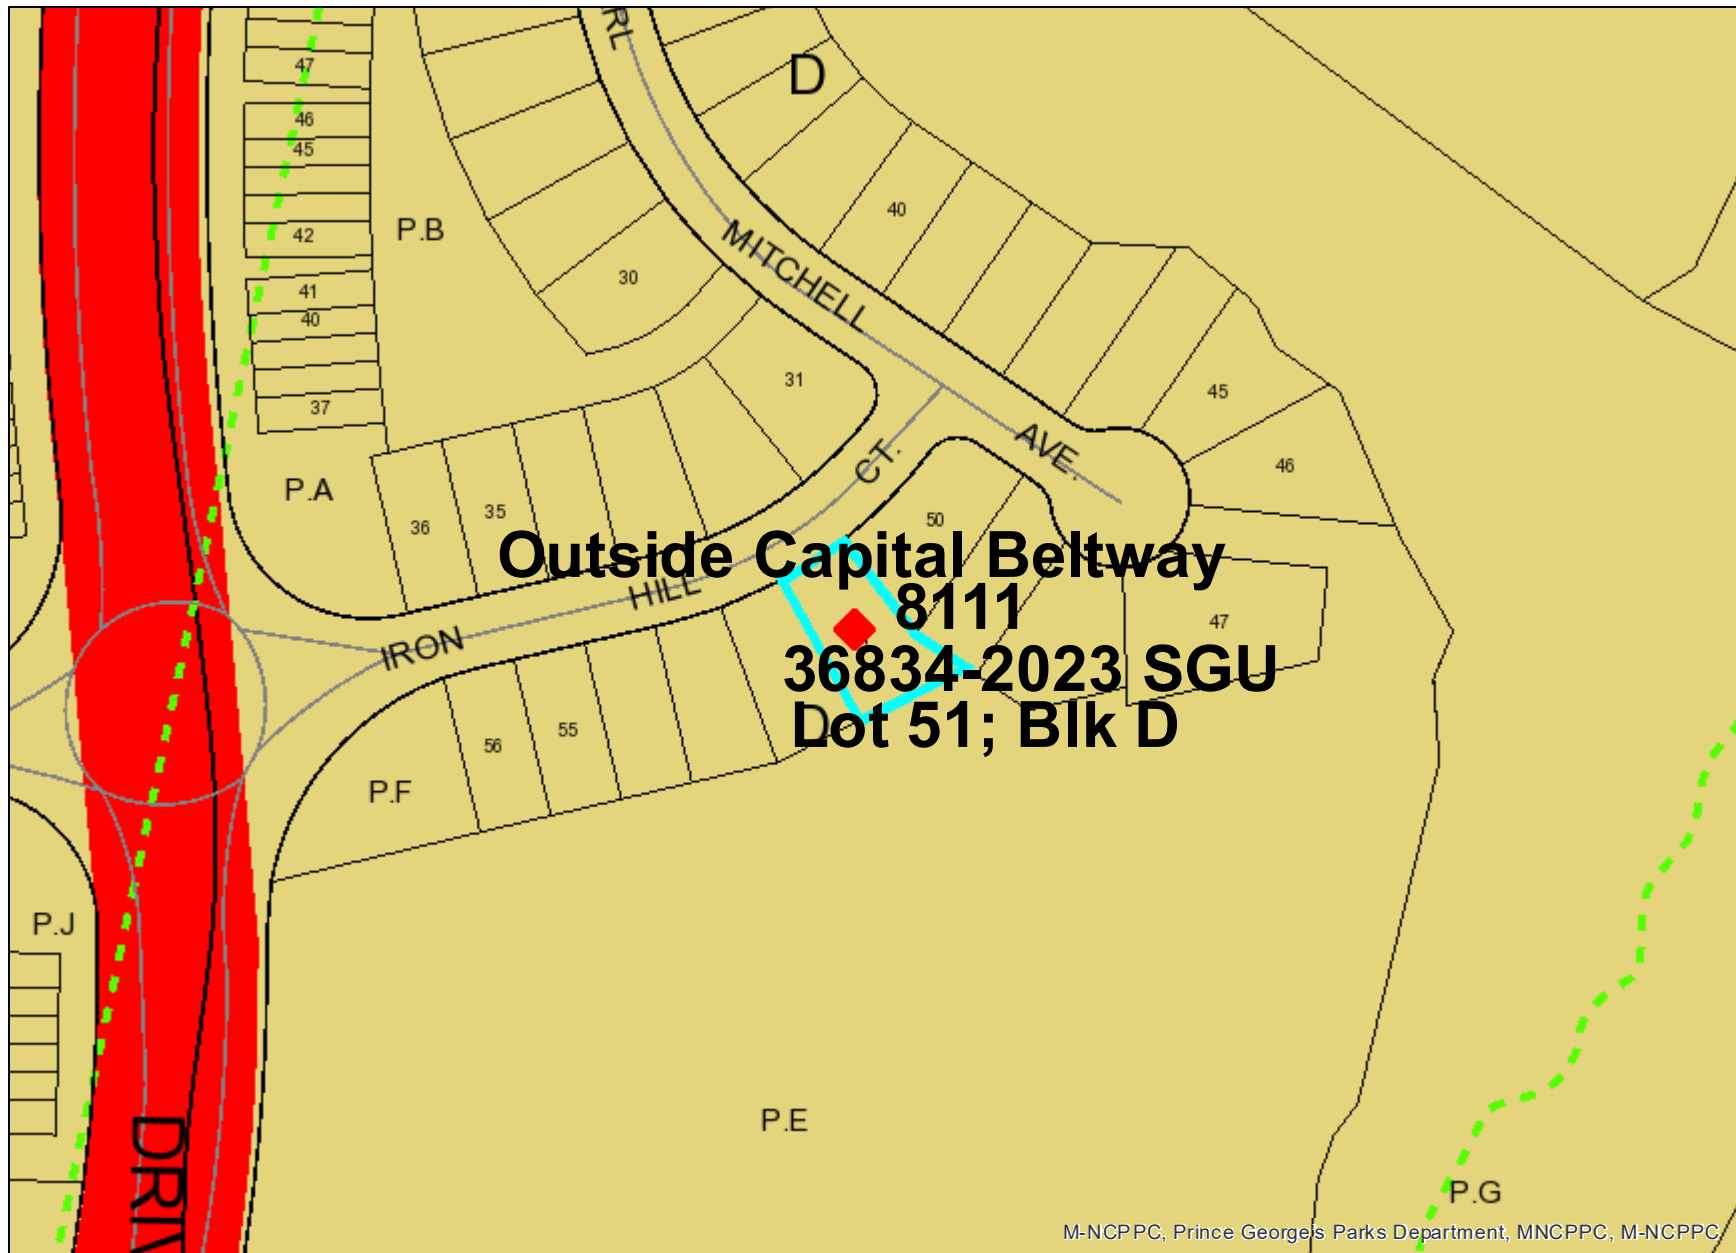 RL
D
47
46
45
40
42
P.B
MITCHELL
30
41
40
31
45
37
AVE.
CT.
46
P.A
35
36
50
Outside Capital Beltway
HILL
8111
47
IRON
36834-2023 SGU
D
Lot 51; Blk D
55
56
P.F
P.J
P.E
DRIV
P.G
M-NCPPC, Prince George's Parks Department, MNCPPC, M-NCPPC